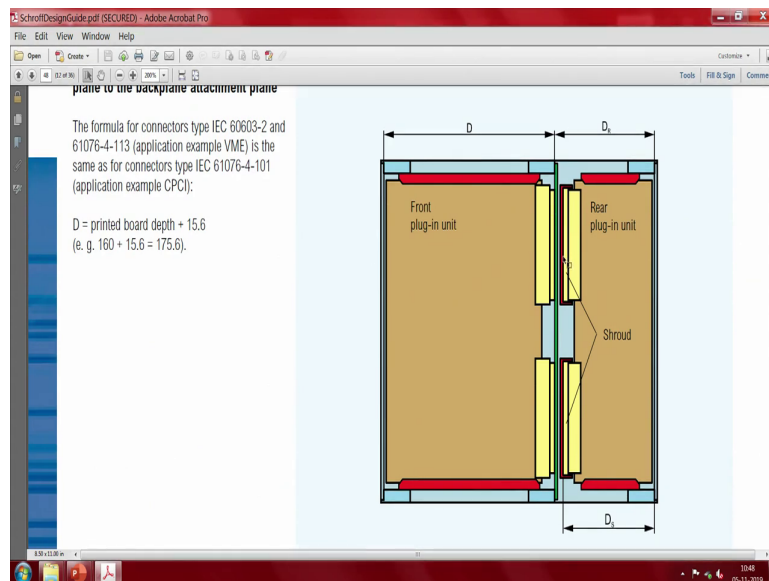 SchroffDesignGuide.pdf (SECURED) - Adobe Acrobat Pro
File Edit View Window Help
Open Create Customize
48 (12 of 36) 200% Tools Fill & Sign Comme
plane to the backplane attachment plane
The formula for connectors type IEC 60603-2 and
61076-4-113 (application example VME) is the
same as for connectors type IEC 61076-4-101
(application example CPCI):
D = printed board depth + 15.6
(e. g. 160 + 15.6 = 175.6).
D
Front
plug-in unit
Rear
plug-in unit
Shroud
8.50 x 11.00 in
10:48
05-11-2019